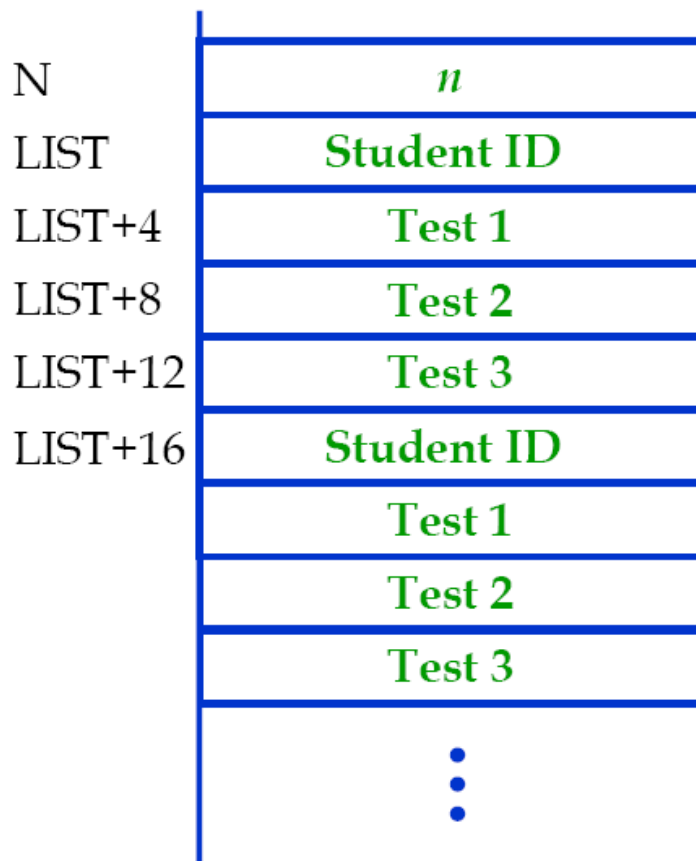 N n
LIST Student ID
LIST+4 Test 1
LIST+8 Test 2
LIST+12 Test 3
LIST+16 Student ID
Test 1
Test 2
Test 3